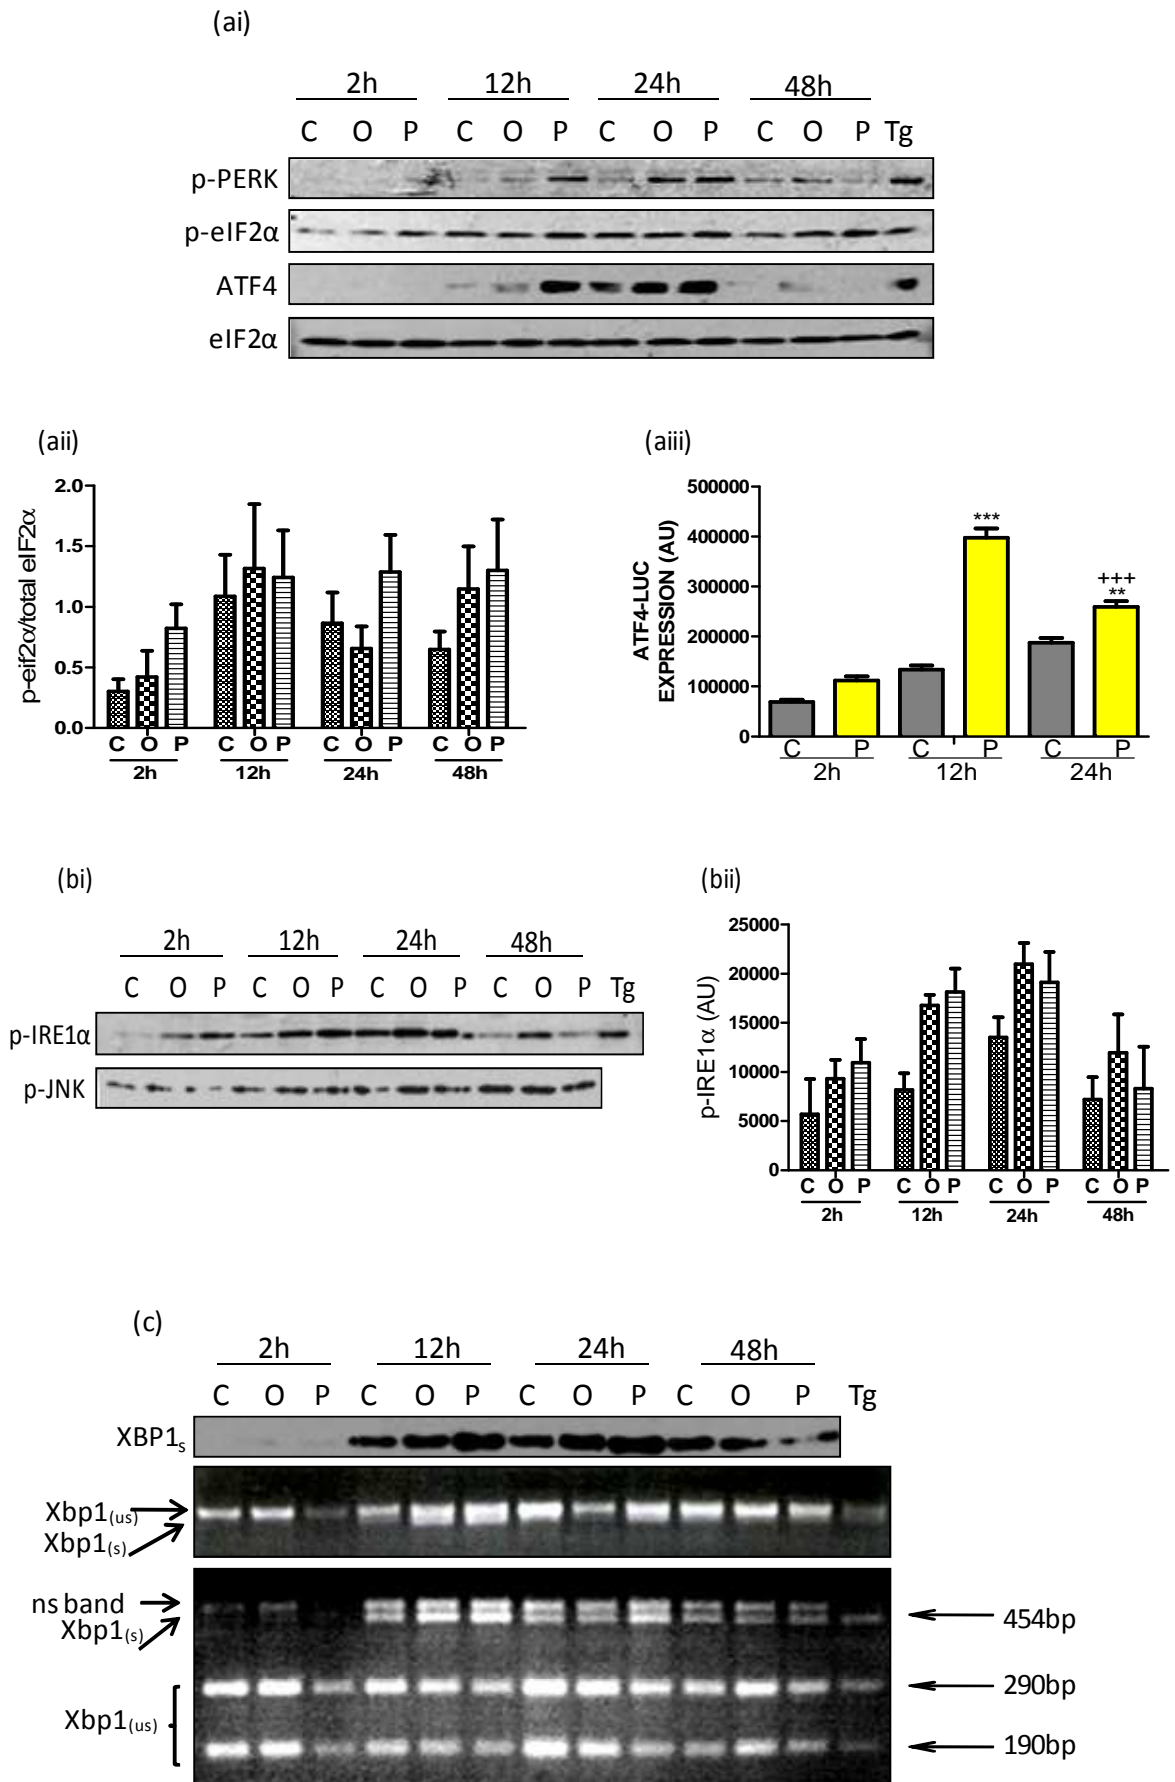 (ai)
2h 12h 24h 48h
C O P C O P C O P C O P Tg
p-PERK
p-eIF2α
ATF4
eIF2α
(aii)
p-eif2α/total eIF2α
2.0
1.5
1.0
0.5
0.0
C O P C O P C O P C O P
2h 12h 24h 48h
(aiii)
ATF4-LUC
EXPRESSION (AU)
500000
400000
300000
200000
100000
0
***
+++
**
C P C P C P
2h 12h 24h
(bi)
2h 12h 24h 48h
C O P C O P C O P C O P Tg
p-IRE1α
p-JNK
(bii)
p-IRE1α (AU)
25000
20000
15000
10000
5000
0
C O P C O P C O P C O P
2h 12h 24h 48h
(c)
2h 12h 24h 48h
C O P C O P C O P C O P Tg
XBP1s
Xbp1(us)
Xbp1(s)
ns band
Xbp1(s)
454bp
290bp
Xbp1(us)
190bp